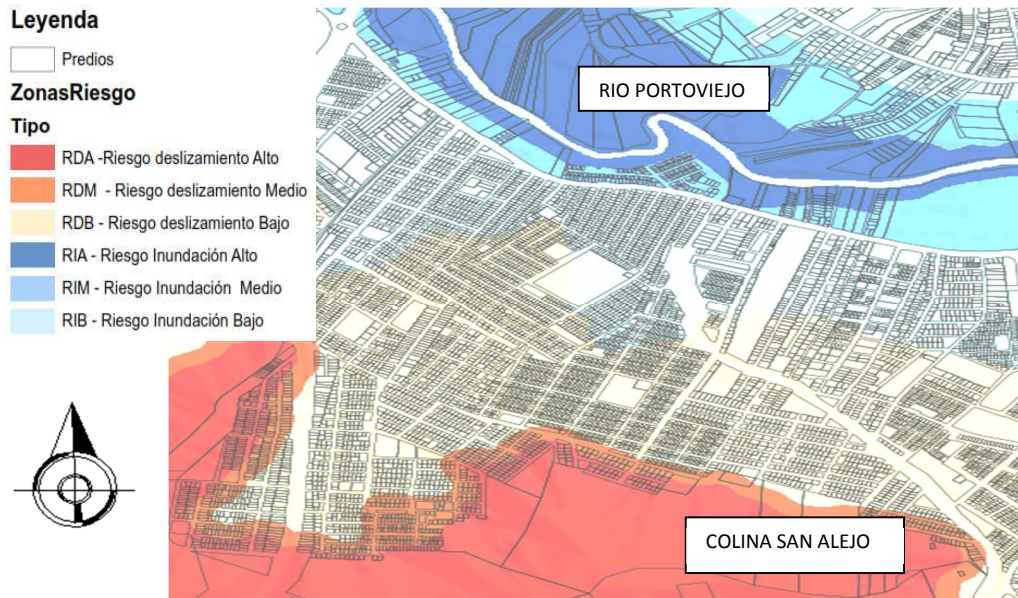 Leyenda
Predios
ZonasRiesgo
Tipo
RDA -Riesgo deslizamiento Alto
RDM - Riesgo deslizamiento Medio
RDB - Riesgo deslizamiento Bajo
RIA - Riesgo Inundación Alto
RIM - Riesgo Inundación Medio
RIB - Riesgo Inundación Bajo
RIO PORTOVIEJO
COLINA SAN ALEJO